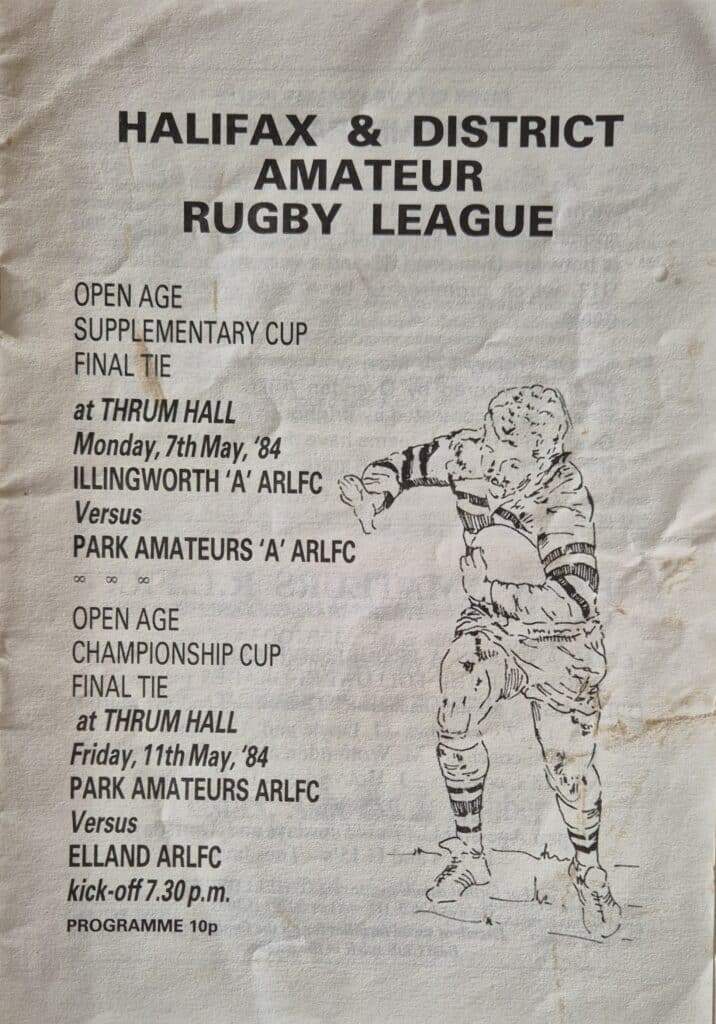 HALIFAX & DISTRICT
AMATEUR
RUGBY LEAGUE
OPEN AGE
SUPPLEMENTARY CUP
FINAL TIE
at THRUM HALL
Monday, 7th May, ‘84
ILLINGWORTH ‘A’ ARLFC
Versus
PARK AMATEURS ‘A’ ARLFC
∞ ∞ ∞
OPEN AGE
CHAMPIONSHIP CUP
FINAL TIE
at THRUM HALL
Friday, 11th May, ‘84
PARK AMATEURS ARLFC
Versus
ELLAND ARLFC
kick-off 7.30 p.m.
PROGRAMME 10p